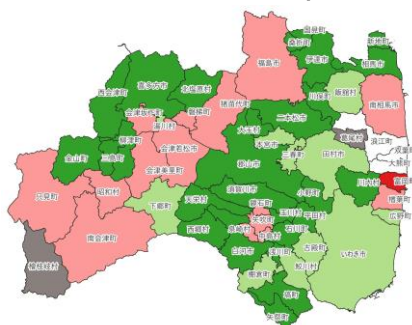 国見町
新地町
桑折町
伊達市
相馬市
福島市
川俣町
飯舘村
南相馬市
喜多方市
北塩原村
西会津町
会津坂下町
湯川村
磐梯町
猪苗代町
二本松市
大玉村
本宮市
葛尾村
浪江町
双葉町
大熊町
柳津町
会津若松市
三春町
田村市
金山町
三島町
郡山市
川内村
富岡町
楢葉町
会津美里町
昭和村
只見町
須賀川市
小野町
広野町
下郷町
天栄村
鏡石町
玉川村
平田村
南会津町
矢吹町
石川町
西郷村
泉崎村
中島村
いわき市
白河市
浅川町
古殿町
檜枝岐村
棚倉町
鮫川村
塙町
矢祭町